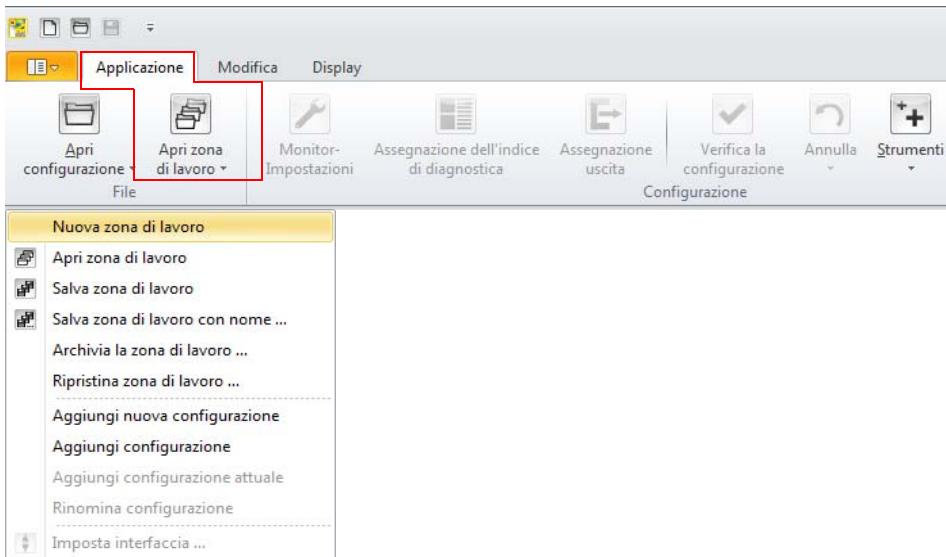 Applicazione Modifica Display
Apri Apri zona Monitor- Assegnazione dell'indice Assegnazione Verifica la Annulla Strumenti
configurazione di lavoro Impostazioni di diagnostica uscita configurazione
File Configurazione
Nuova zona di lavoro
Apri zona di lavoro
Salva zona di lavoro
Salva zona di lavoro con nome ...
Archivia la zona di lavoro ...
Ripristina zona di lavoro ...
Aggiungi nuova configurazione
Aggiungi configurazione
Aggiungi configurazione attuale
Rinomina configurazione
Imposta interfaccia ...